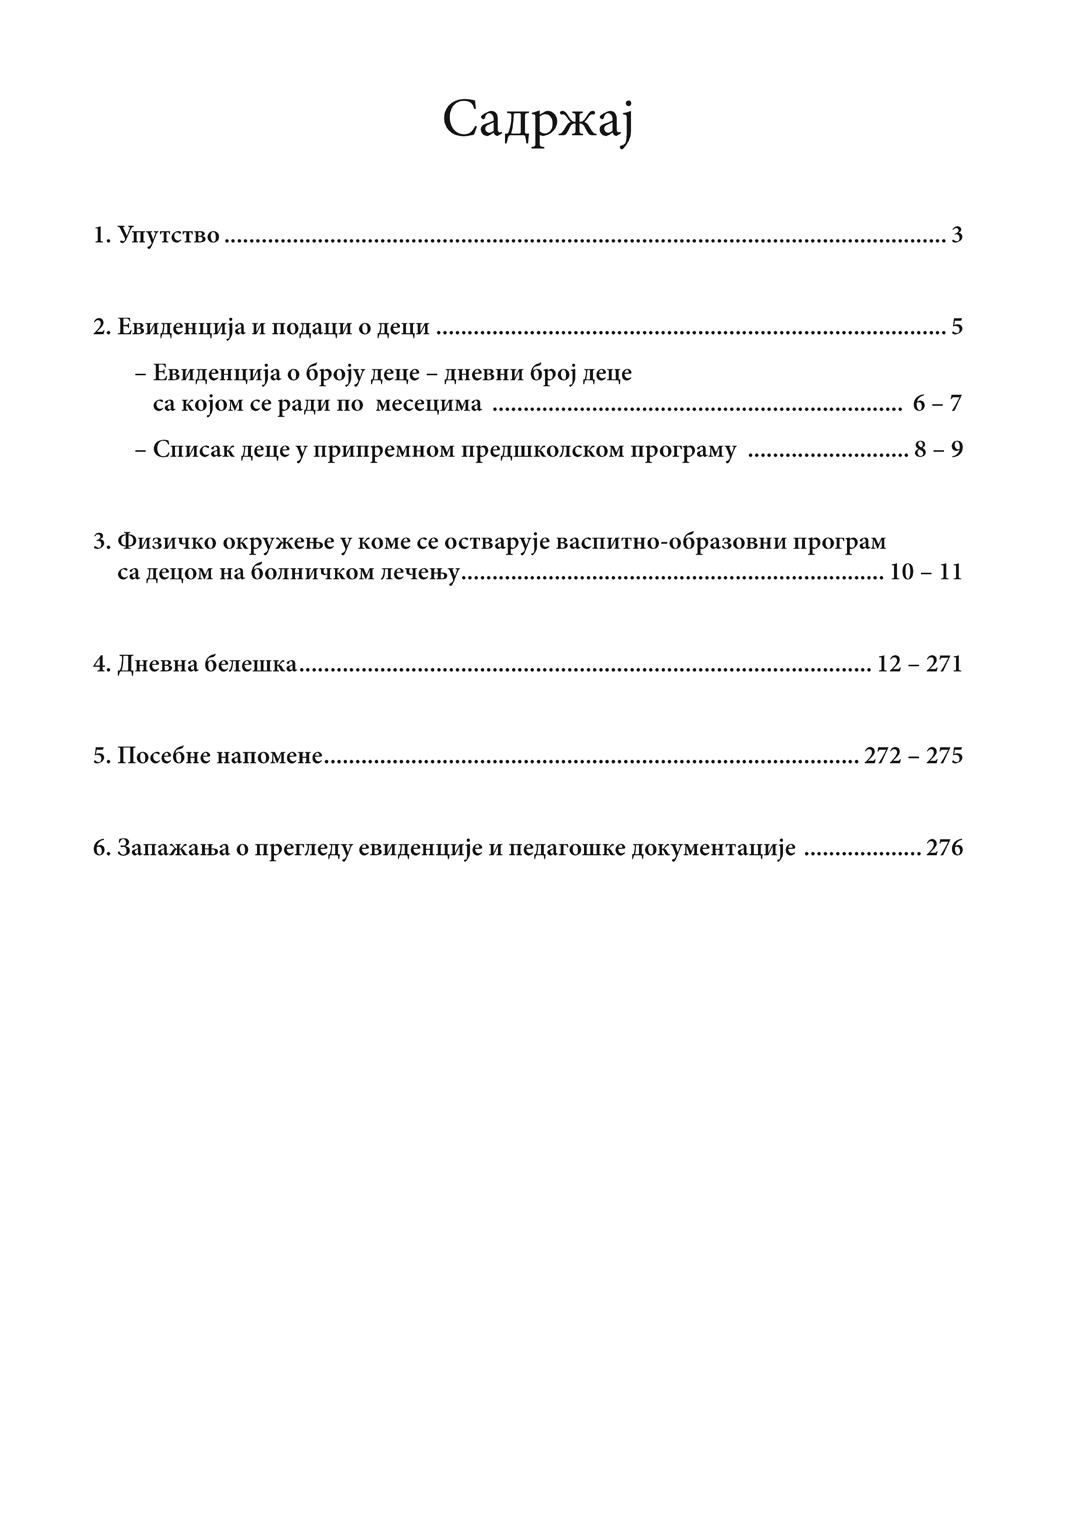 Садржај
1. Упутство ........................................................................................................................ 3
2. Евиденција и подаци о деци .................................................................................... 5
– Евиденција о броју деце – дневни број деце
са којом се ради по месецима .................................................................... 6 – 7
– Списак деце у припремном предшколском програму .......................... 8 – 9
3. Физичко окружење у коме се остварује васпитно-образовни програм
са децом на болничком лечењу...................................................................... 10 – 11
4. Дневна белешка............................................................................................... 12 – 271
5. Посебне напомене........................................................................................ 272 – 275
6. Запажања о прегледу евиденције и педагошке документације ................... 276